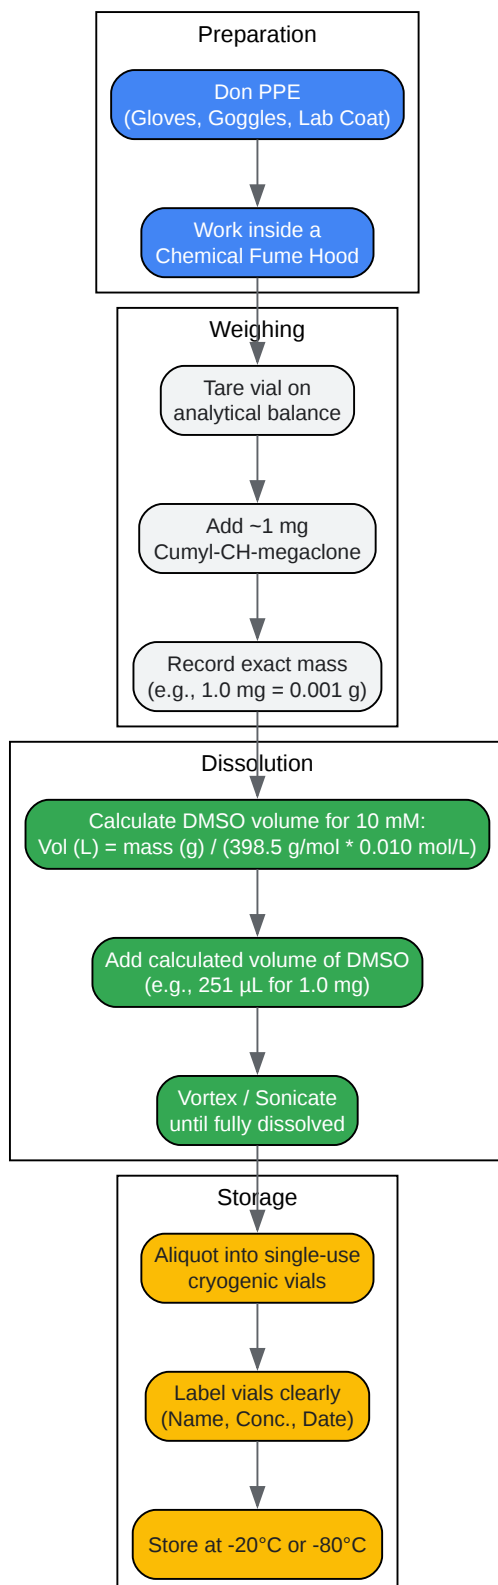 Preparation
Don PPE
(Gloves, Goggles, Lab Coat)
Work inside a
Chemical Fume Hood
Weighing
Tare vial on
analytical balance
Add ~1 mg
Cumyl-CH-megaclone
Record exact mass
(e.g., 1.0 mg = 0.001 g)
Dissolution
Calculate DMSO volume for 10 mM:
Vol (L) = mass (g) / (398.5 g/mol * 0.010 mol/L)
Add calculated volume of DMSO
(e.g., 251 µL for 1.0 mg)
Vortex / Sonicate
until fully dissolved
Storage
Aliquot into single-use
cryogenic vials
Label vials clearly
(Name, Conc., Date)
Store at -20°C or -80°C